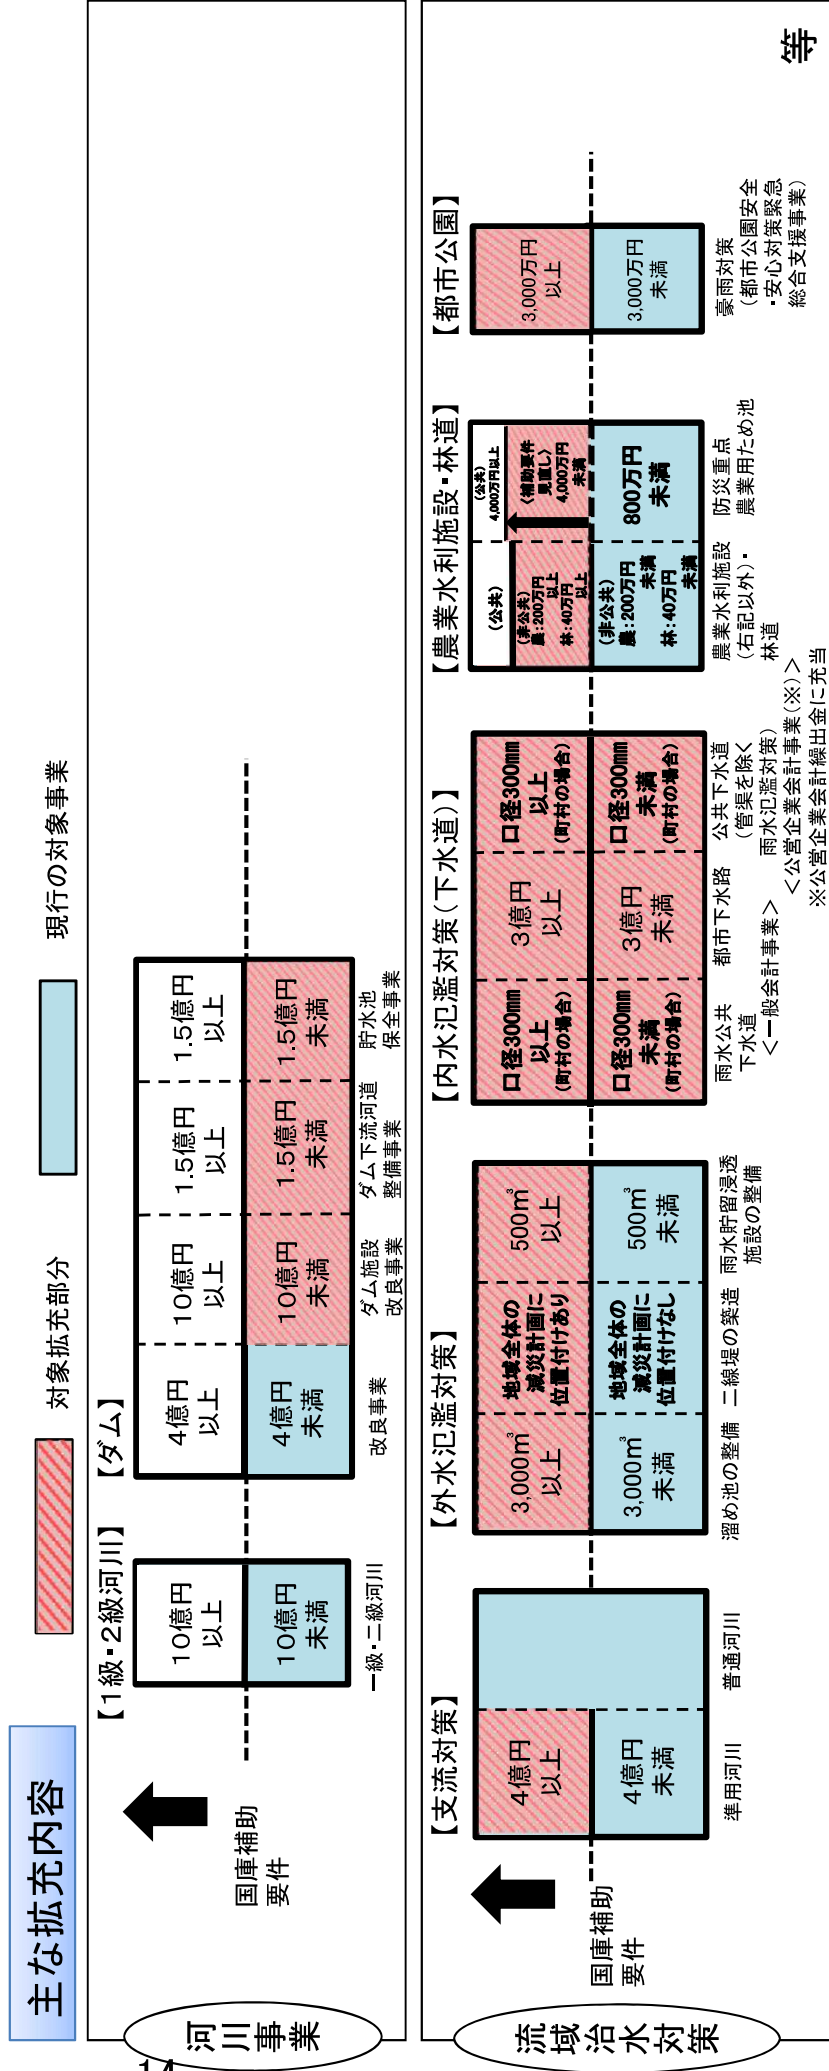 主な拡充内容
対象拡充部分
現行の対象事業
河川事業
国庫補助
要件
【1級・2級河川】
10億円
以上
10億円
未満
一級・二級河川
【ダム】
4億円
以上
10億円
以上
1.5億円
以上
1.5億円
以上
4億円
未満
10億円
未満
1.5億円
未満
1.5億円
未満
改良事業
ダム施設
改良事業
ダム下流河道
整備事業
貯水池
保全事業
流域治水対策
国庫補助
要件
【支流対策】
4億円
以上
4億円
未満
準用河川
普通河川
【外水氾濫対策】
3,000㎥
以上
地域全体の
減災計画に
位置付けあり
500㎥
以上
3,000㎥
未満
地域全体の
減災計画に
位置付けなし
500㎥
未満
溜め池の整備
二線堤の築造
雨水貯留浸透
施設の整備
【内水氾濫対策（下水道）】
口径300mm
以上
（町村の場合）
3億円
以上
口径300mm
以上
（町村の場合）
口径300mm
未満
（町村の場合）
3億円
未満
口径300mm
未満
（町村の場合）
雨水公共
下水道
都市下水路
公共下水道
（管渠を除く
雨水氾濫対策）
＜一般会計事業＞
＜公営企業会計事業（※）＞
※公営企業会計繰出金に充当
【農業水利施設・林道】
（公共）
（公共）
4,000万円以上
（非公共）
農：200万円
以上
林：40万円
以上
〈補助要件
見直し〉
4,000万円
未満
（非公共）
農：200万円
未満
林：40万円
未満
800万円
未満
農業水利施設
（右記以外）・
林道
防災重点
農業用ため池
【都市公園】
3,000万円
以上
3,000万円
未満
豪雨対策
（都市公園安全
・安心対策緊急
総合支援事業）
等
14